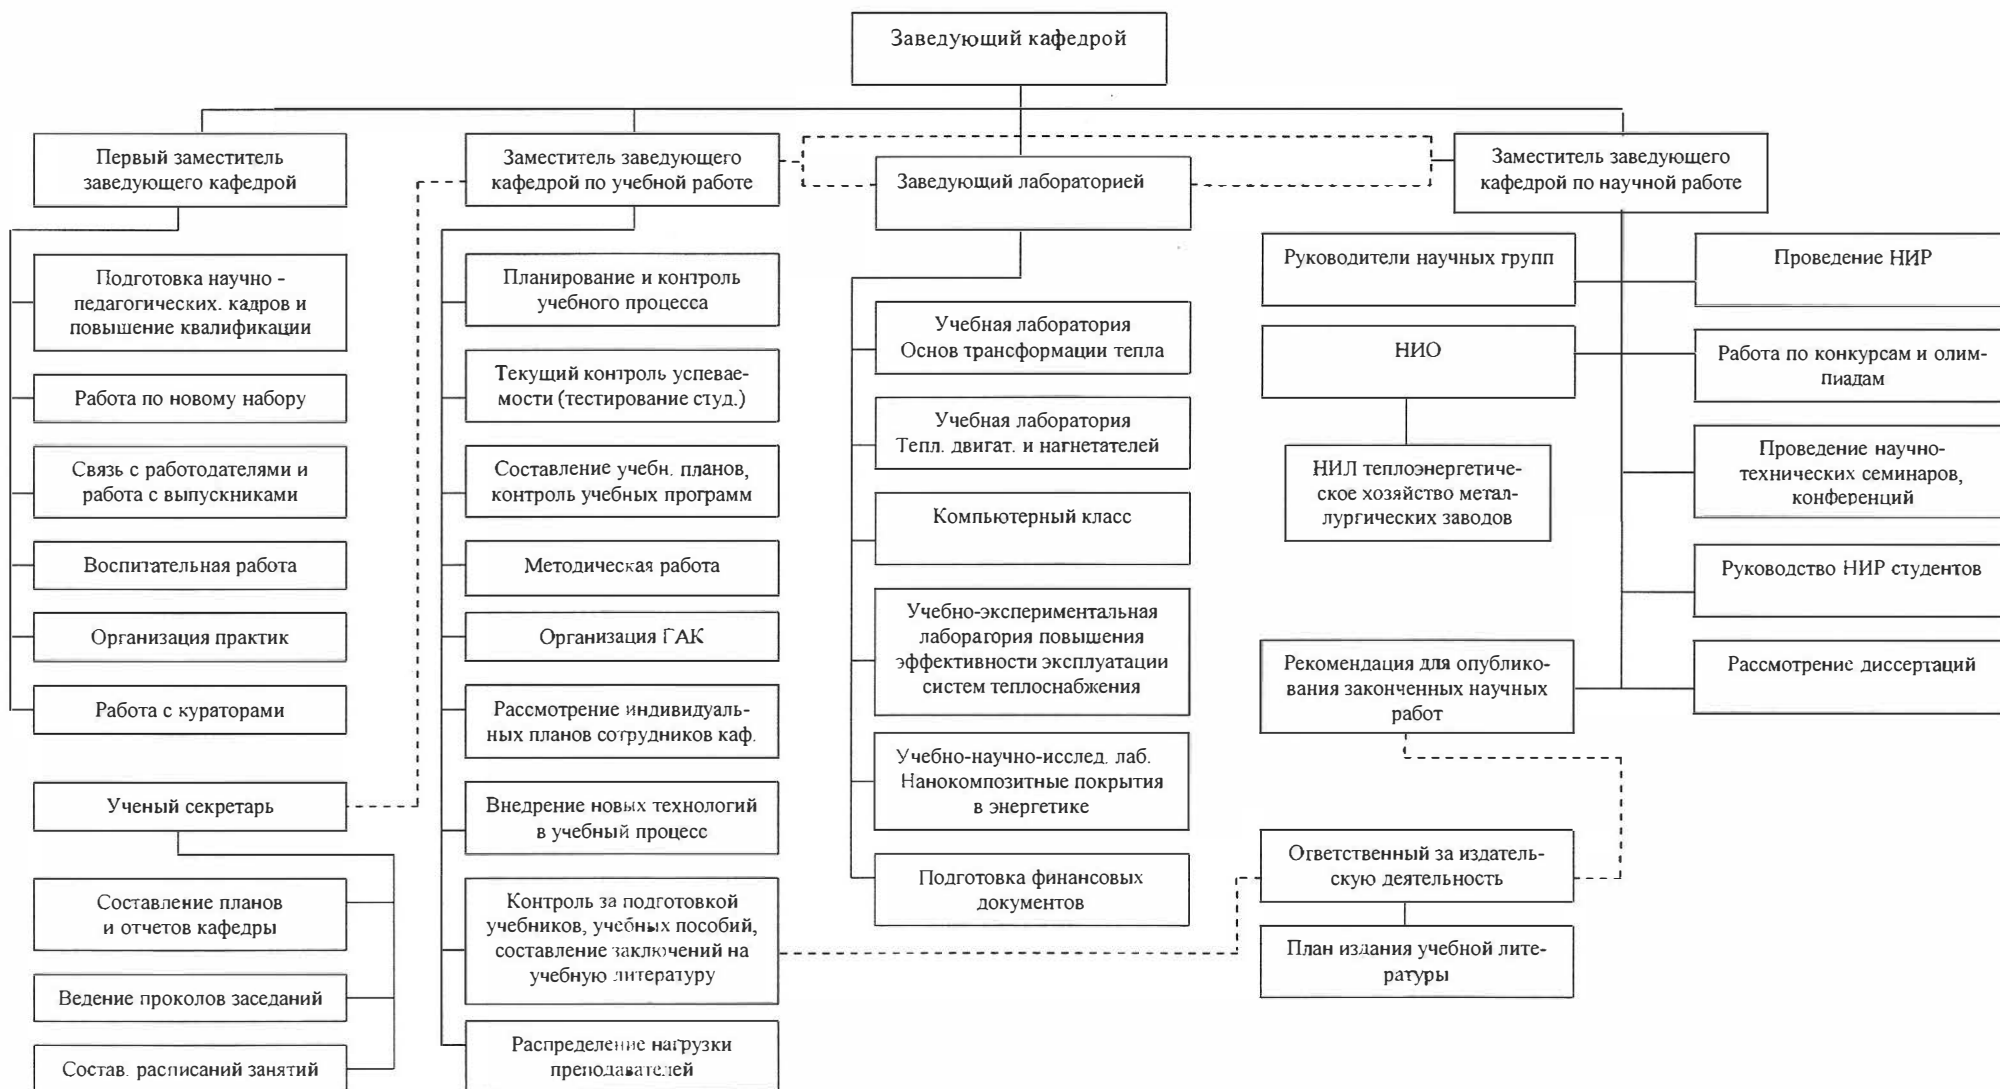 Заведующий кафедрой
Первый заместитель
заведующего кафедрой
Подготовка научно -
педагогических. кадров и
повышение квалификации
Работа по новому набору
Связь с работодателями и
работа с выпускниками
Воспитательная работа
Организация практик
Работа с кураторами
Ученый секретарь
Составление планов
и отчетов кафедры
Ведение проколов заседаний
Состав. расписаний занятий
Заместитель заведующего
кафедрой по учебной работе
Планирование и контроль
учебного процесса
Текущий контроль успевае-
мости (тестирование студ.)
Составление учебн. планов,
контроль учебных программ
Методическая работа
Организация ГАК
Рассмотрение индивидуаль-
ных планов сотрудников каф.
Внедрение новых технологий
в учебный процесс
Контроль за подготовкой
учебников, учебных пособий,
составление заключений на
учебную литературу
Распределение нагрузки
преподавателей
Заведующий лабораторией
Учебная лаборатория
Основ трансформации тепла
Учебная лаборатория
Тепл. двигат. и нагнетателей
Компьютерный класс
Учебно-экспериментальная
лаборатория повышения
эффективности эксплуатации
систем теплоснабжения
Учебно-научно-исслед. лаб.
Нанокомпозитные покрытия
в энергетике
Подготовка финансовых
документов
Заместитель заведующего
кафедрой по научной работе
Руководители научных групп
НИО
НИЛ теплоэнергетиче-
ское хозяйство метал-
лургических заводов
Рекомендация для опублико-
вания законченных научных
работ
Ответственный за издатель-
скую деятельность
План издания учебной лите-
ратуры
Проведение НИР
Работа по конкурсам и олим-
пиадам
Проведение научно-
технических семинаров,
конференций
Руководство НИР студентов
Рассмотрение диссертаций